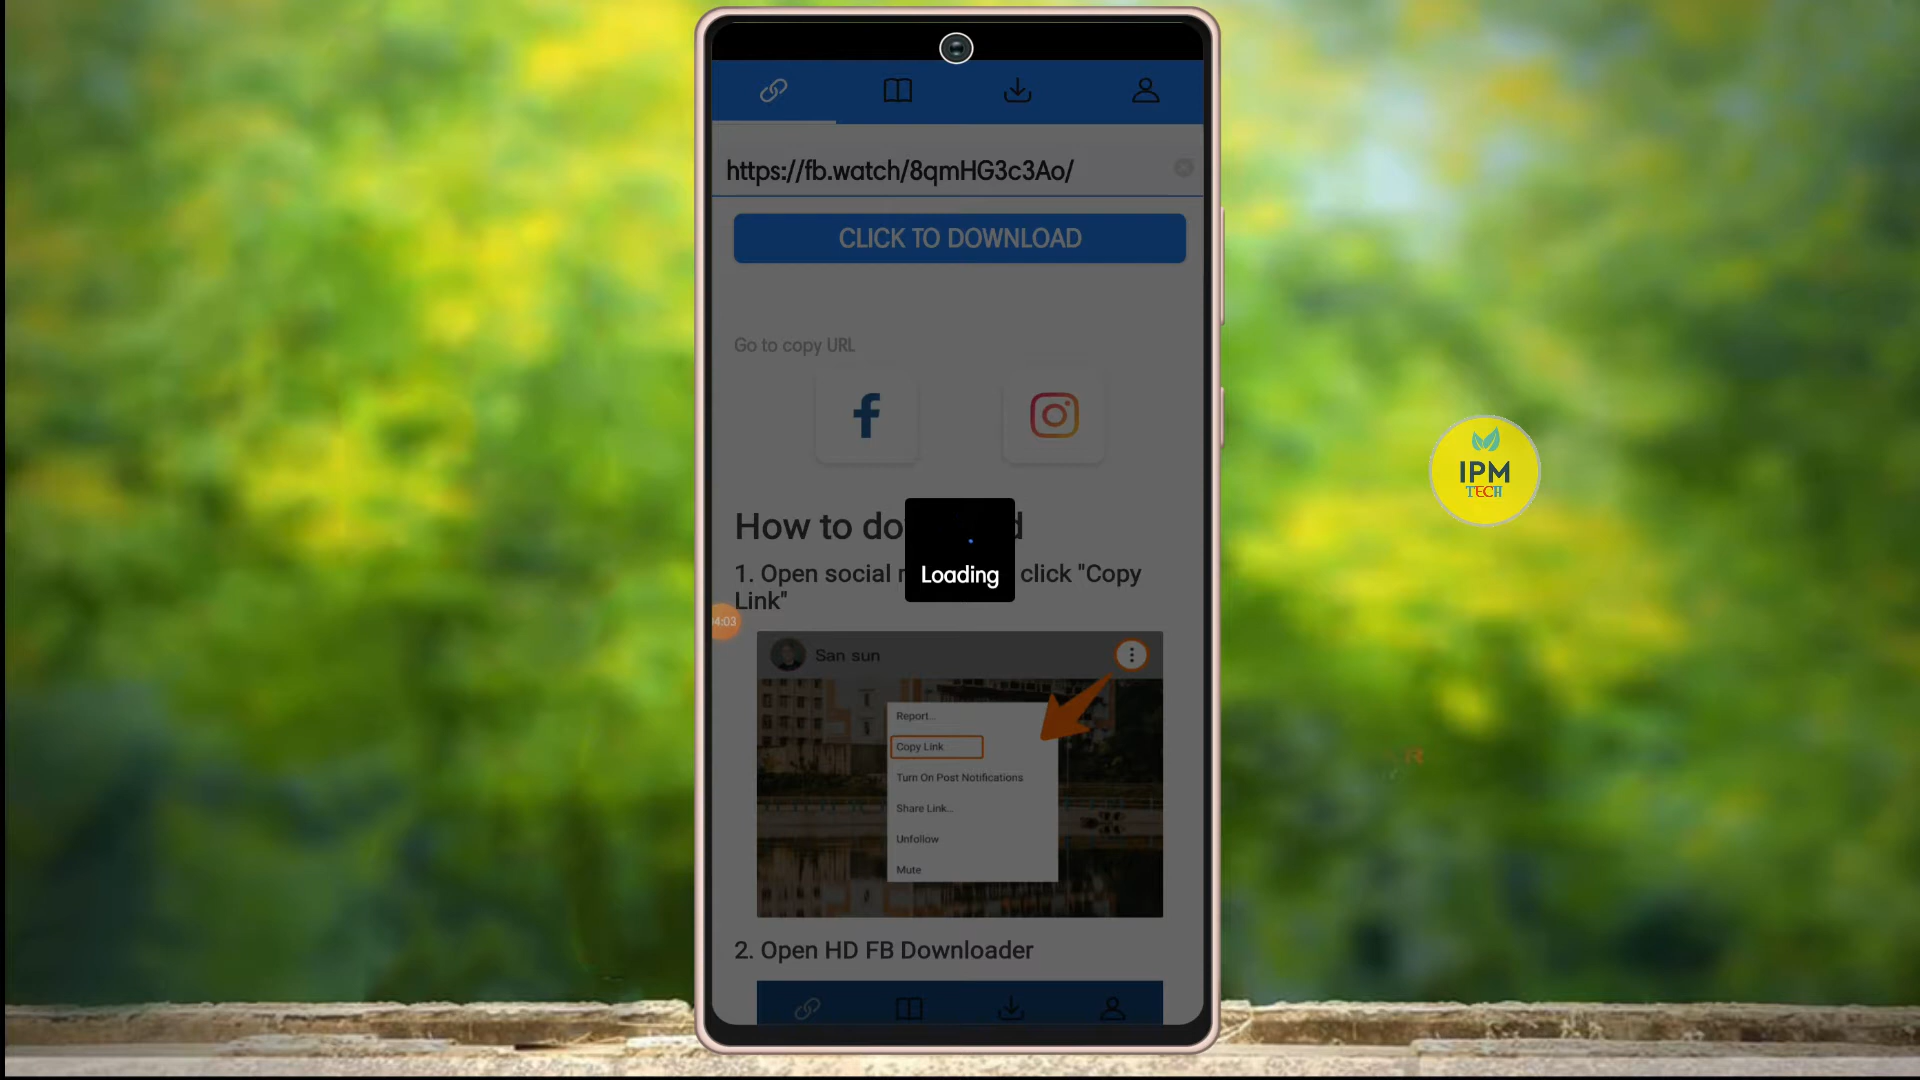 https://fb.watch/8qmHG3c3Ao/
CLICK TO DOWNLOAD
Go to copy URL
How to do
d
1. Open social
click "Copy
Link"
Loading
04:03
San sun
Report...
Copy Link
Turn On Post Notifications
Share Link...
Unfollow
Mute
2. Open HD FB Downloader
IPM
TECH